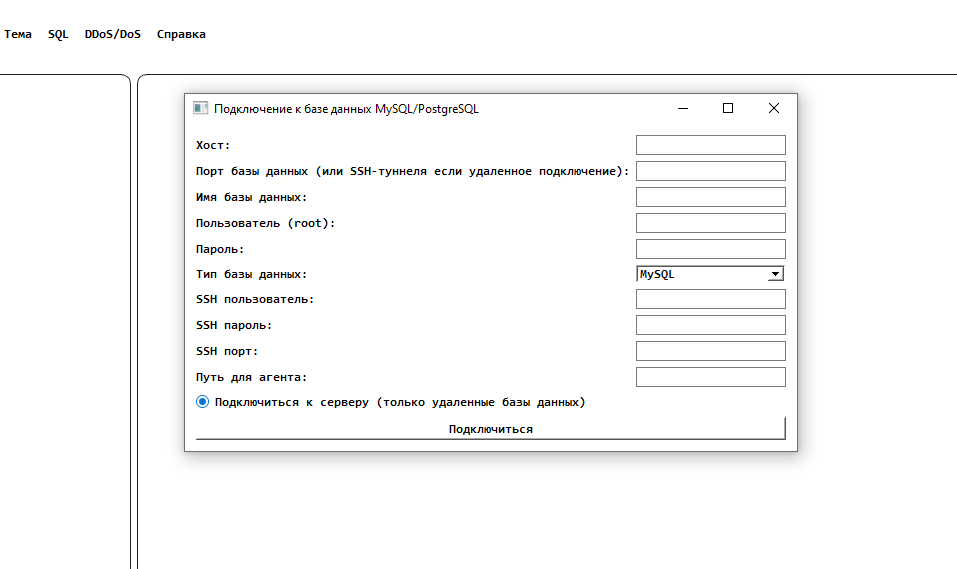 Тема SQL DDoS/DoS Справка
Подключение к базе данных MySQL/PostgreSQL
Хост:
Порт базы данных (или SSH-туннеля если удаленное подключение):
Имя базы данных:
Пользователь (root):
Пароль:
Тип базы данных: MySQL
SSH пользователь:
SSH пароль:
SSH порт:
Путь для агента:
Подключиться к серверу (только удаленные базы данных)
Подключиться